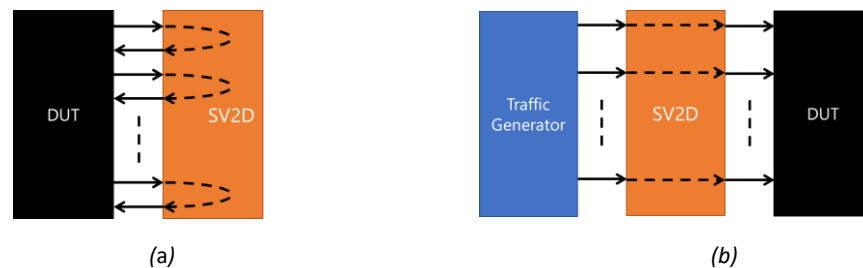 DUT
SV2D
Traffic
Generator
SV2D
DUT
(a)
(b)